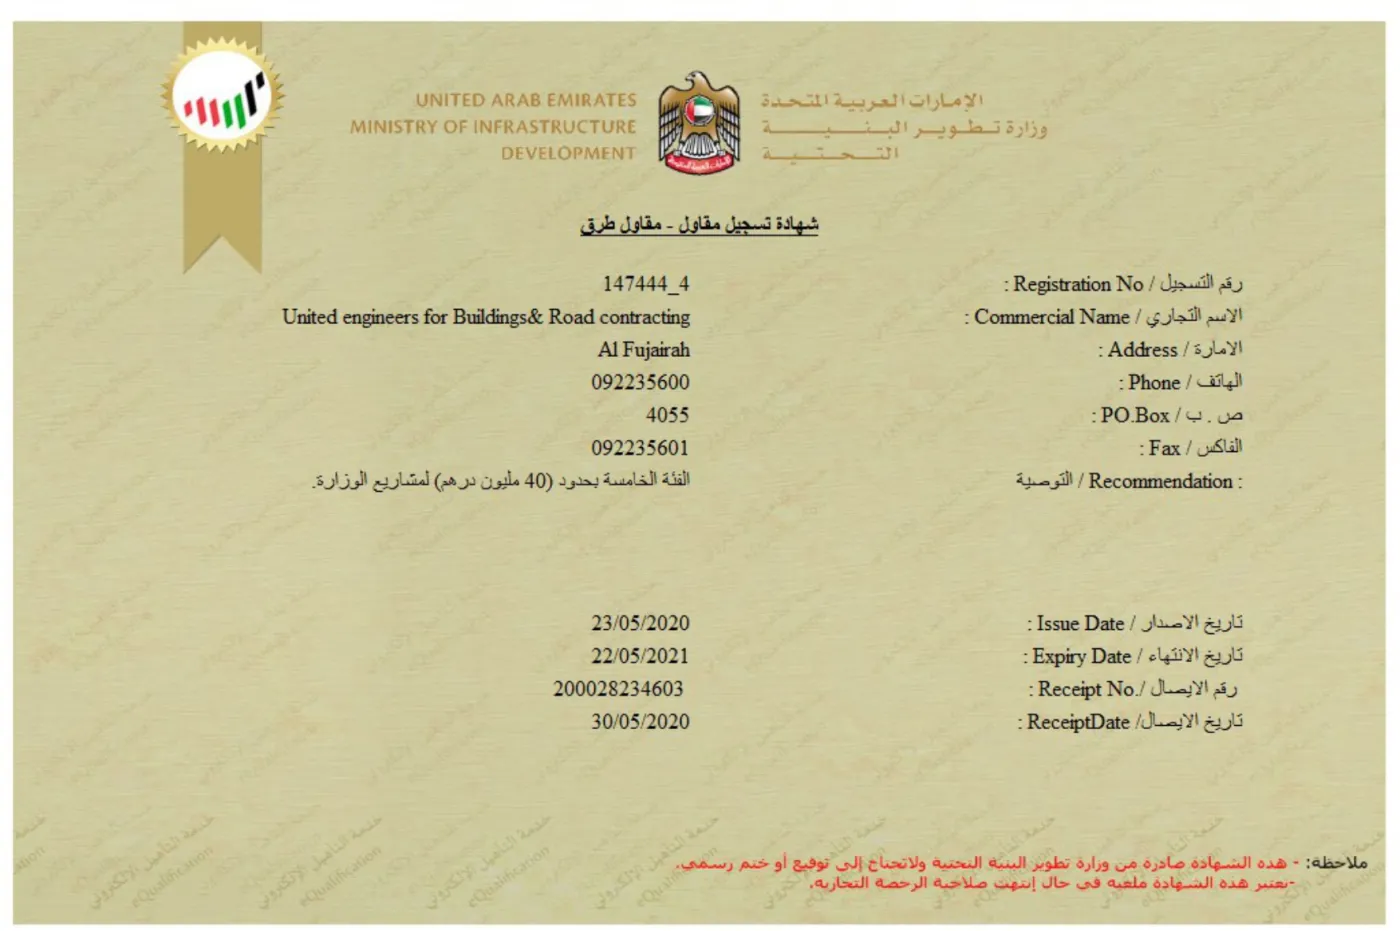 UNITED ARAB EMIRATES
MINISTRY OF INFRASTRUCTURE
DEVELOPMENT
الإمارات العربية المتحدة
وزارة تطوير البنية
التحتية
شهادة تسجيل مقاول - مقاول طرق
رقم التسجيل / Registration No : 147444_4
الاسم التجاري / Commercial Name : United engineers for Buildings& Road contracting
الامارة / Address : Al Fujairah
الهاتف / Phone : 092235600
ص . ب / PO.Box : 4055
الفاكس / Fax : 092235601
التوصية / Recommendation : الفئة الخامسة بحدود (40 مليون درهم) لمشاريع الوزارة.
تاريخ الاصدار / Issue Date : 23/05/2020
تاريخ الانتهاء / Expiry Date : 22/05/2021
رقم الايصال /.Receipt No : 200028234603
تاريخ الايصال/ ReceiptDate : 30/05/2020
ملاحظة: - هذه الشهادة صادرة من وزارة تطوير البنية التحتية ولاتحتاج إلى توقيع أو ختم رسمي.
-تعتبر هذه الشهادة ملغية في حال إنتهت صلاحية الرخصة التجارية.
خدمة التأهيل الإلكتروني
eQualification